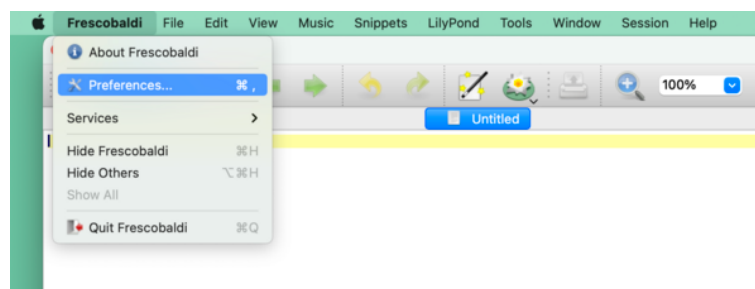 Frescobaldi File Edit View Music Snippets LilyPond Tools Window Session Help
About Frescobaldi
Preferences... ⌘ ,
100%
Services
Untitled
Hide Frescobaldi ⌘H
Hide Others ⌥⌘H
Show All
Quit Frescobaldi ⌘Q